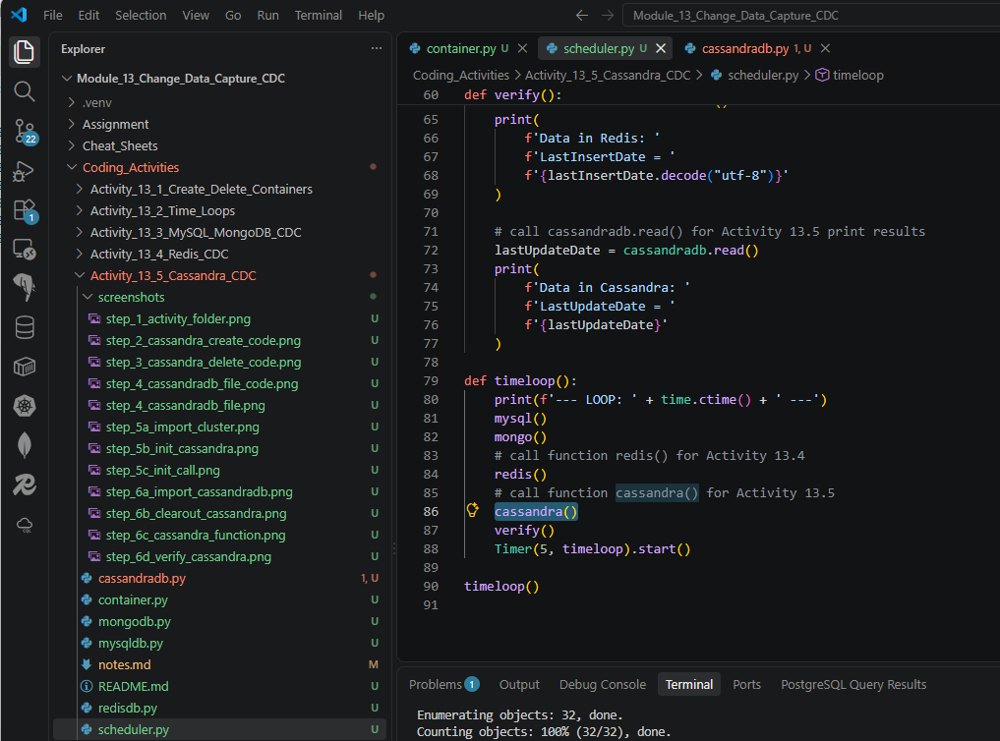 File Edit Selection View Go Run Terminal Help
Module_13_Change_Data_Capture_CDC
Explorer
Module_13_Change_Data_Capture_CDC
.venv
Assignment
Cheat_Sheets
Coding_Activities
Activity_13_1_Create_Delete_Containers
Activity_13_2_Time_Loops
Activity_13_3_MySQL_MongoDB_CDC
Activity_13_4_Redis_CDC
Activity_13_5_Cassandra_CDC
screenshots
step_1_activity_folder.png U
step_2_cassandra_create_code.png U
step_3_cassandra_delete_code.png U
step_4_cassandradb_file_code.png U
step_4_cassandradb_file.png U
step_5a_import_cluster.png U
step_5b_init_cassandra.png U
step_5c_init_call.png U
step_6a_import_cassandradb.png U
step_6b_clearout_cassandra.png U
step_6c_cassandra_function.png U
step_6d_verify_cassandra.png U
cassandradb.py 1, U
container.py U
mongodb.py U
mysqldb.py U
notes.md M
README.md U
redisdb.py U
scheduler.py U
22
1
CQL
container.py U scheduler.py U cassandradb.py 1, U
Coding_Activities > Activity_13_5_Cassandra_CDC > scheduler.py > timeloop
60 def verify():
65 print(
66 f'Data in Redis: '
67 f'LastInsertDate = '
68 f'{lastInsertDate.decode("utf-8")}'
69 )
70
71 # call cassandradb.read() for Activity 13.5 print results
72 lastUpdateDate = cassandradb.read()
73 print(
74 f'Data in Cassandra: '
75 f'LastUpdateDate = '
76 f'{lastUpdateDate}'
77 )
78
79 def timeloop():
80 print(f'--- LOOP: ' + time.ctime() + ' ---')
81 mysql()
82 mongo()
83 # call function redis() for Activity 13.4
84 redis()
85 # call function cassandra() for Activity 13.5
86 cassandra()
87 verify()
88 Timer(5, timeloop).start()
89
90 timeloop()
91
Problems 1 Output Debug Console Terminal Ports PostgreSQL Query Results
Enumerating objects: 32, done.
Counting objects: 100% (32/32), done.